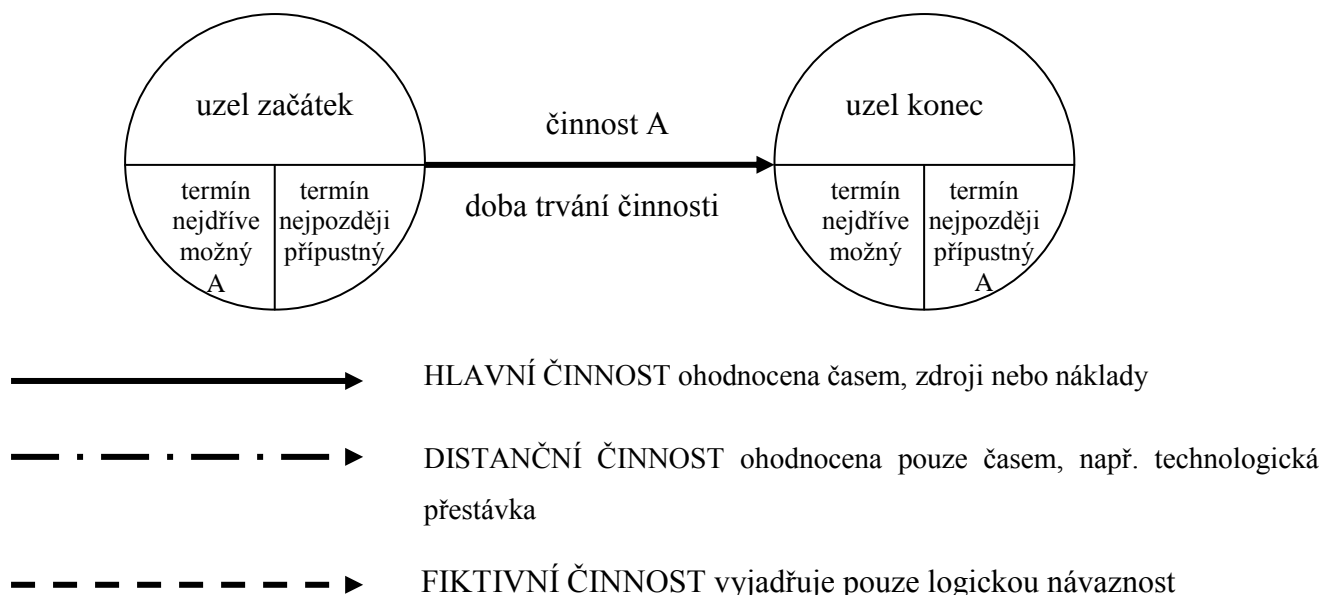 uzel začátek
termín
nejdříve
možný
A
termín
nejpozději
přípustný
činnost A
doba trvání činnosti
uzel konec
termín
nejdříve
možný
termín
nejpozději
přípustný
A
HLAVNÍ ČINNOST ohodnocena časem, zdroji nebo náklady
DISTANČNÍ ČINNOST ohodnocena pouze časem, např. technologická
přestávka
FIKTIVNÍ ČINNOST vyjadřuje pouze logickou návaznost